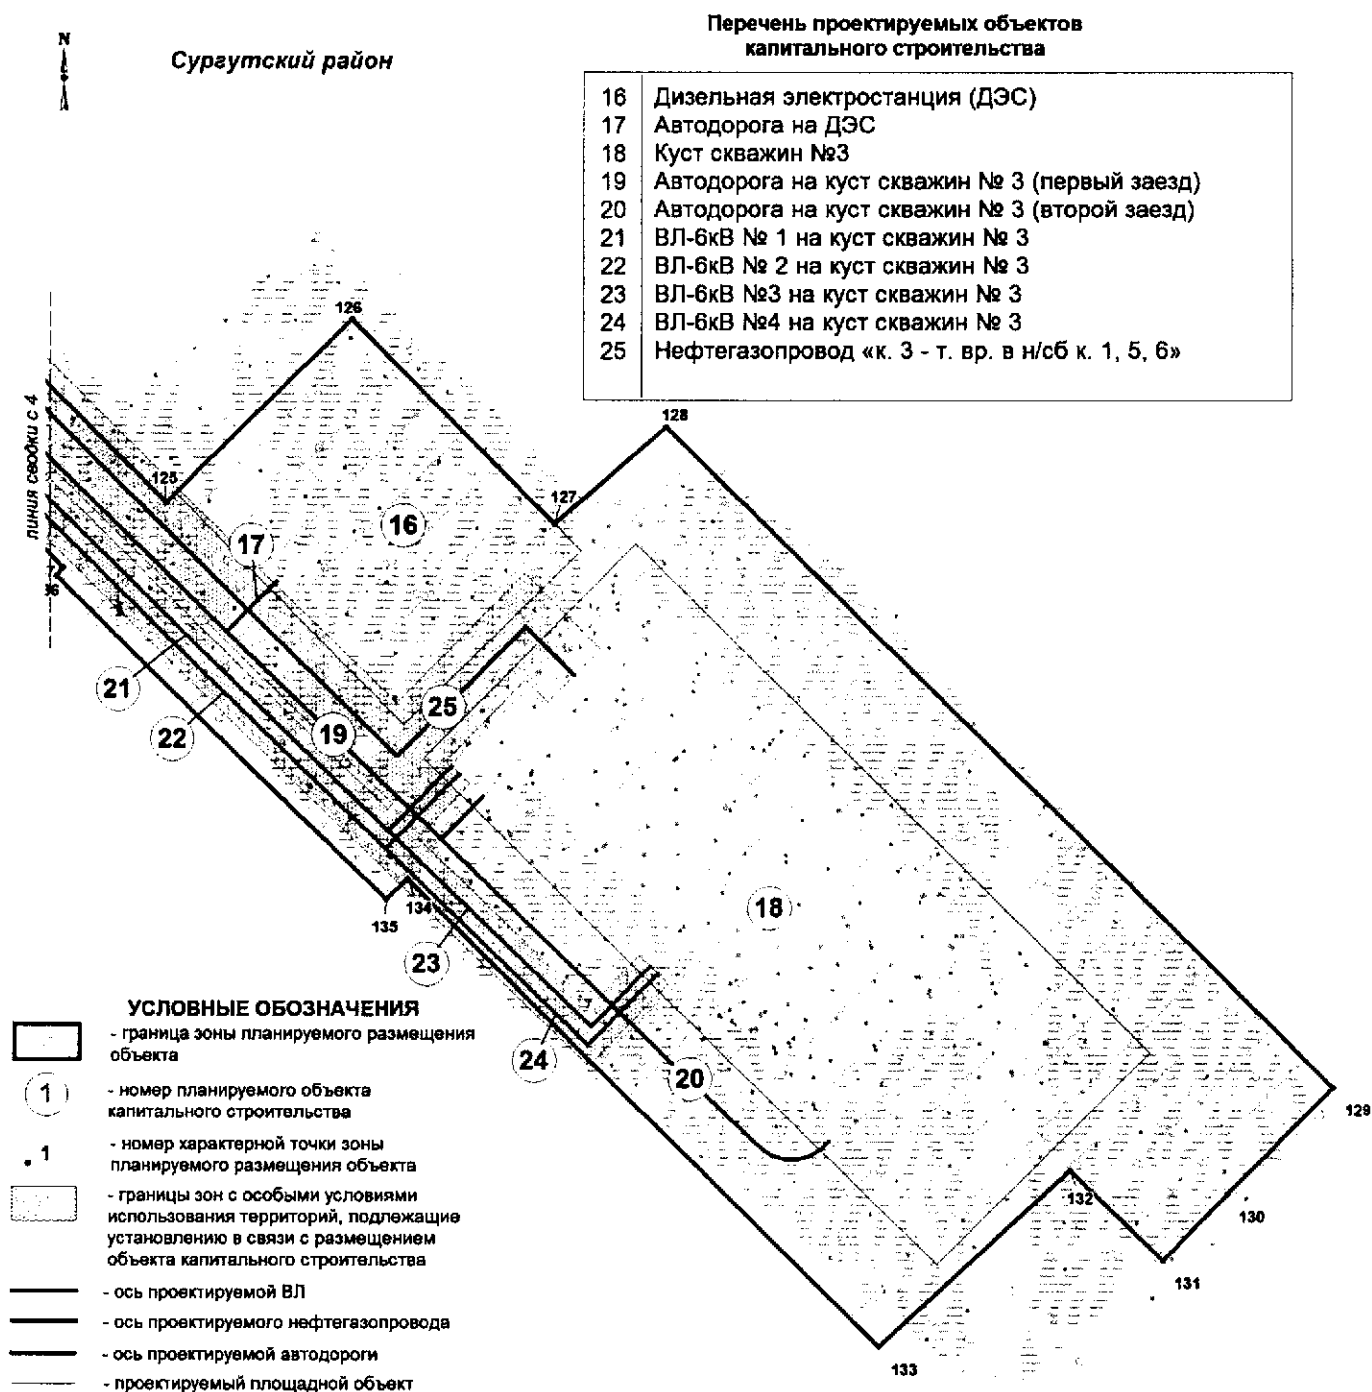 Перечень проектируемых объектов
капитального строительства
N
Сургутский район
16 Дизельная электростанция (ДЭС)
17 Автодорога на ДЭС
18 Куст скважин №3
19 Автодорога на куст скважин № 3 (первый заезд)
20 Автодорога на куст скважин № 3 (второй заезд)
21 ВЛ-6кВ № 1 на куст скважин № 3
22 ВЛ-6кВ № 2 на куст скважин № 3
23 ВЛ-6кВ №3 на куст скважин № 3
24 ВЛ-6кВ №4 на куст скважин № 3
25 Нефтегазопровод «к. 3 - т. вр. в н/сб к. 1, 5, 6»
126
128
линия сводки с 4
125
127
16
17
21
25
22
19
18
134
135
23
24
20
129
132
130
131
133
УСЛОВНЫЕ ОБОЗНАЧЕНИЯ
- граница зоны планируемого размещения
объекта
1 - номер планируемого объекта
капитального строительства
1 - номер характерной точки зоны
планируемого размещения объекта
- границы зон с особыми условиями
использования территорий, подлежащие
установлению в связи с размещением
объекта капитального строительства
- ось проектируемой ВЛ
- ось проектируемого нефтегазопровода
- ось проектируемой автодороги
- проектируемый площадной объект